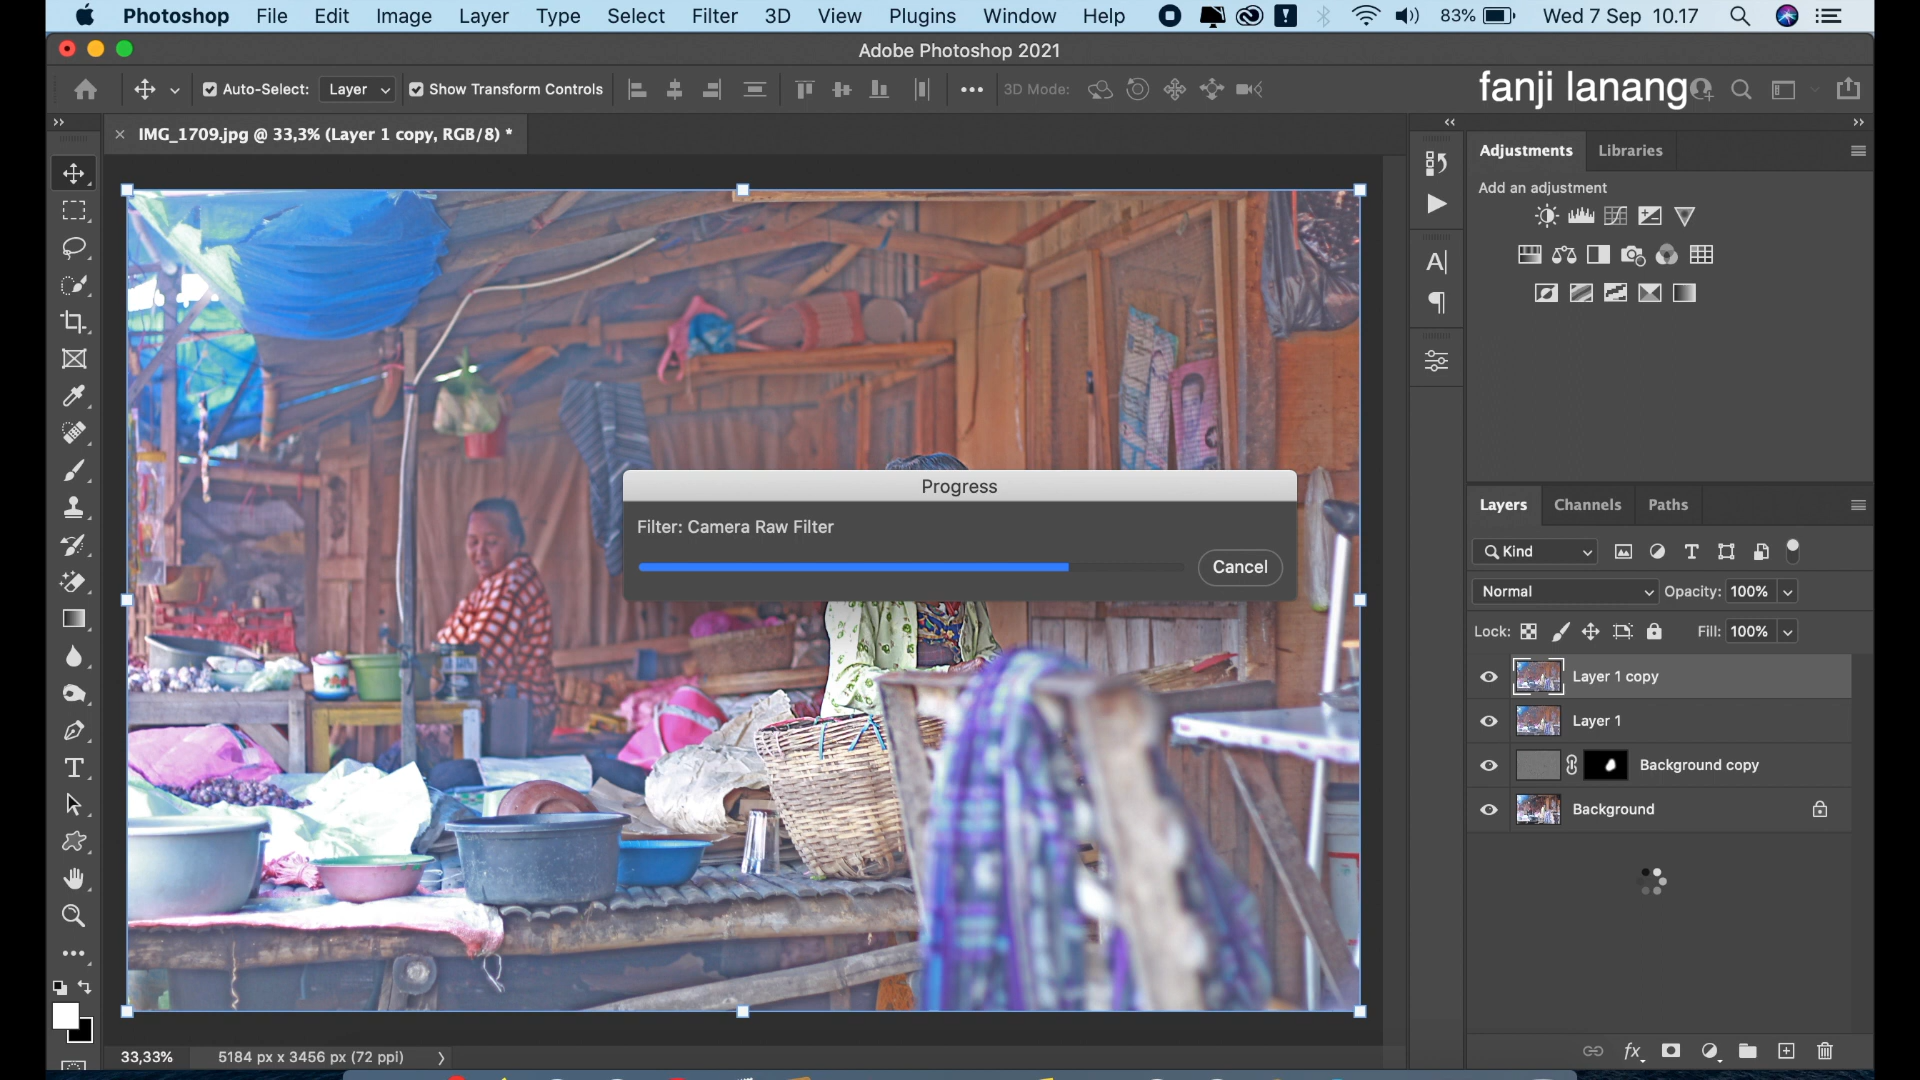 Photoshop File Edit Image Layer Type Select Filter 3D View Plugins Window Help 83% Wed 7 Sep 10.17
Adobe Photoshop 2021
Auto-Select: Layer Show Transform Controls 3D Mode:
fanji lanang
IMG_1709.jpg @ 33,3% (Layer 1 copy, RGB/8) *
Adjustments Libraries
Add an adjustment
Progress
Filter: Camera Raw Filter
Cancel
Layers Channels Paths
Kind
Normal Opacity: 100%
Lock: Fill: 100%
Layer 1 copy
Layer 1
Background copy
Background
33,33% 5184 px x 3456 px (72 ppi)